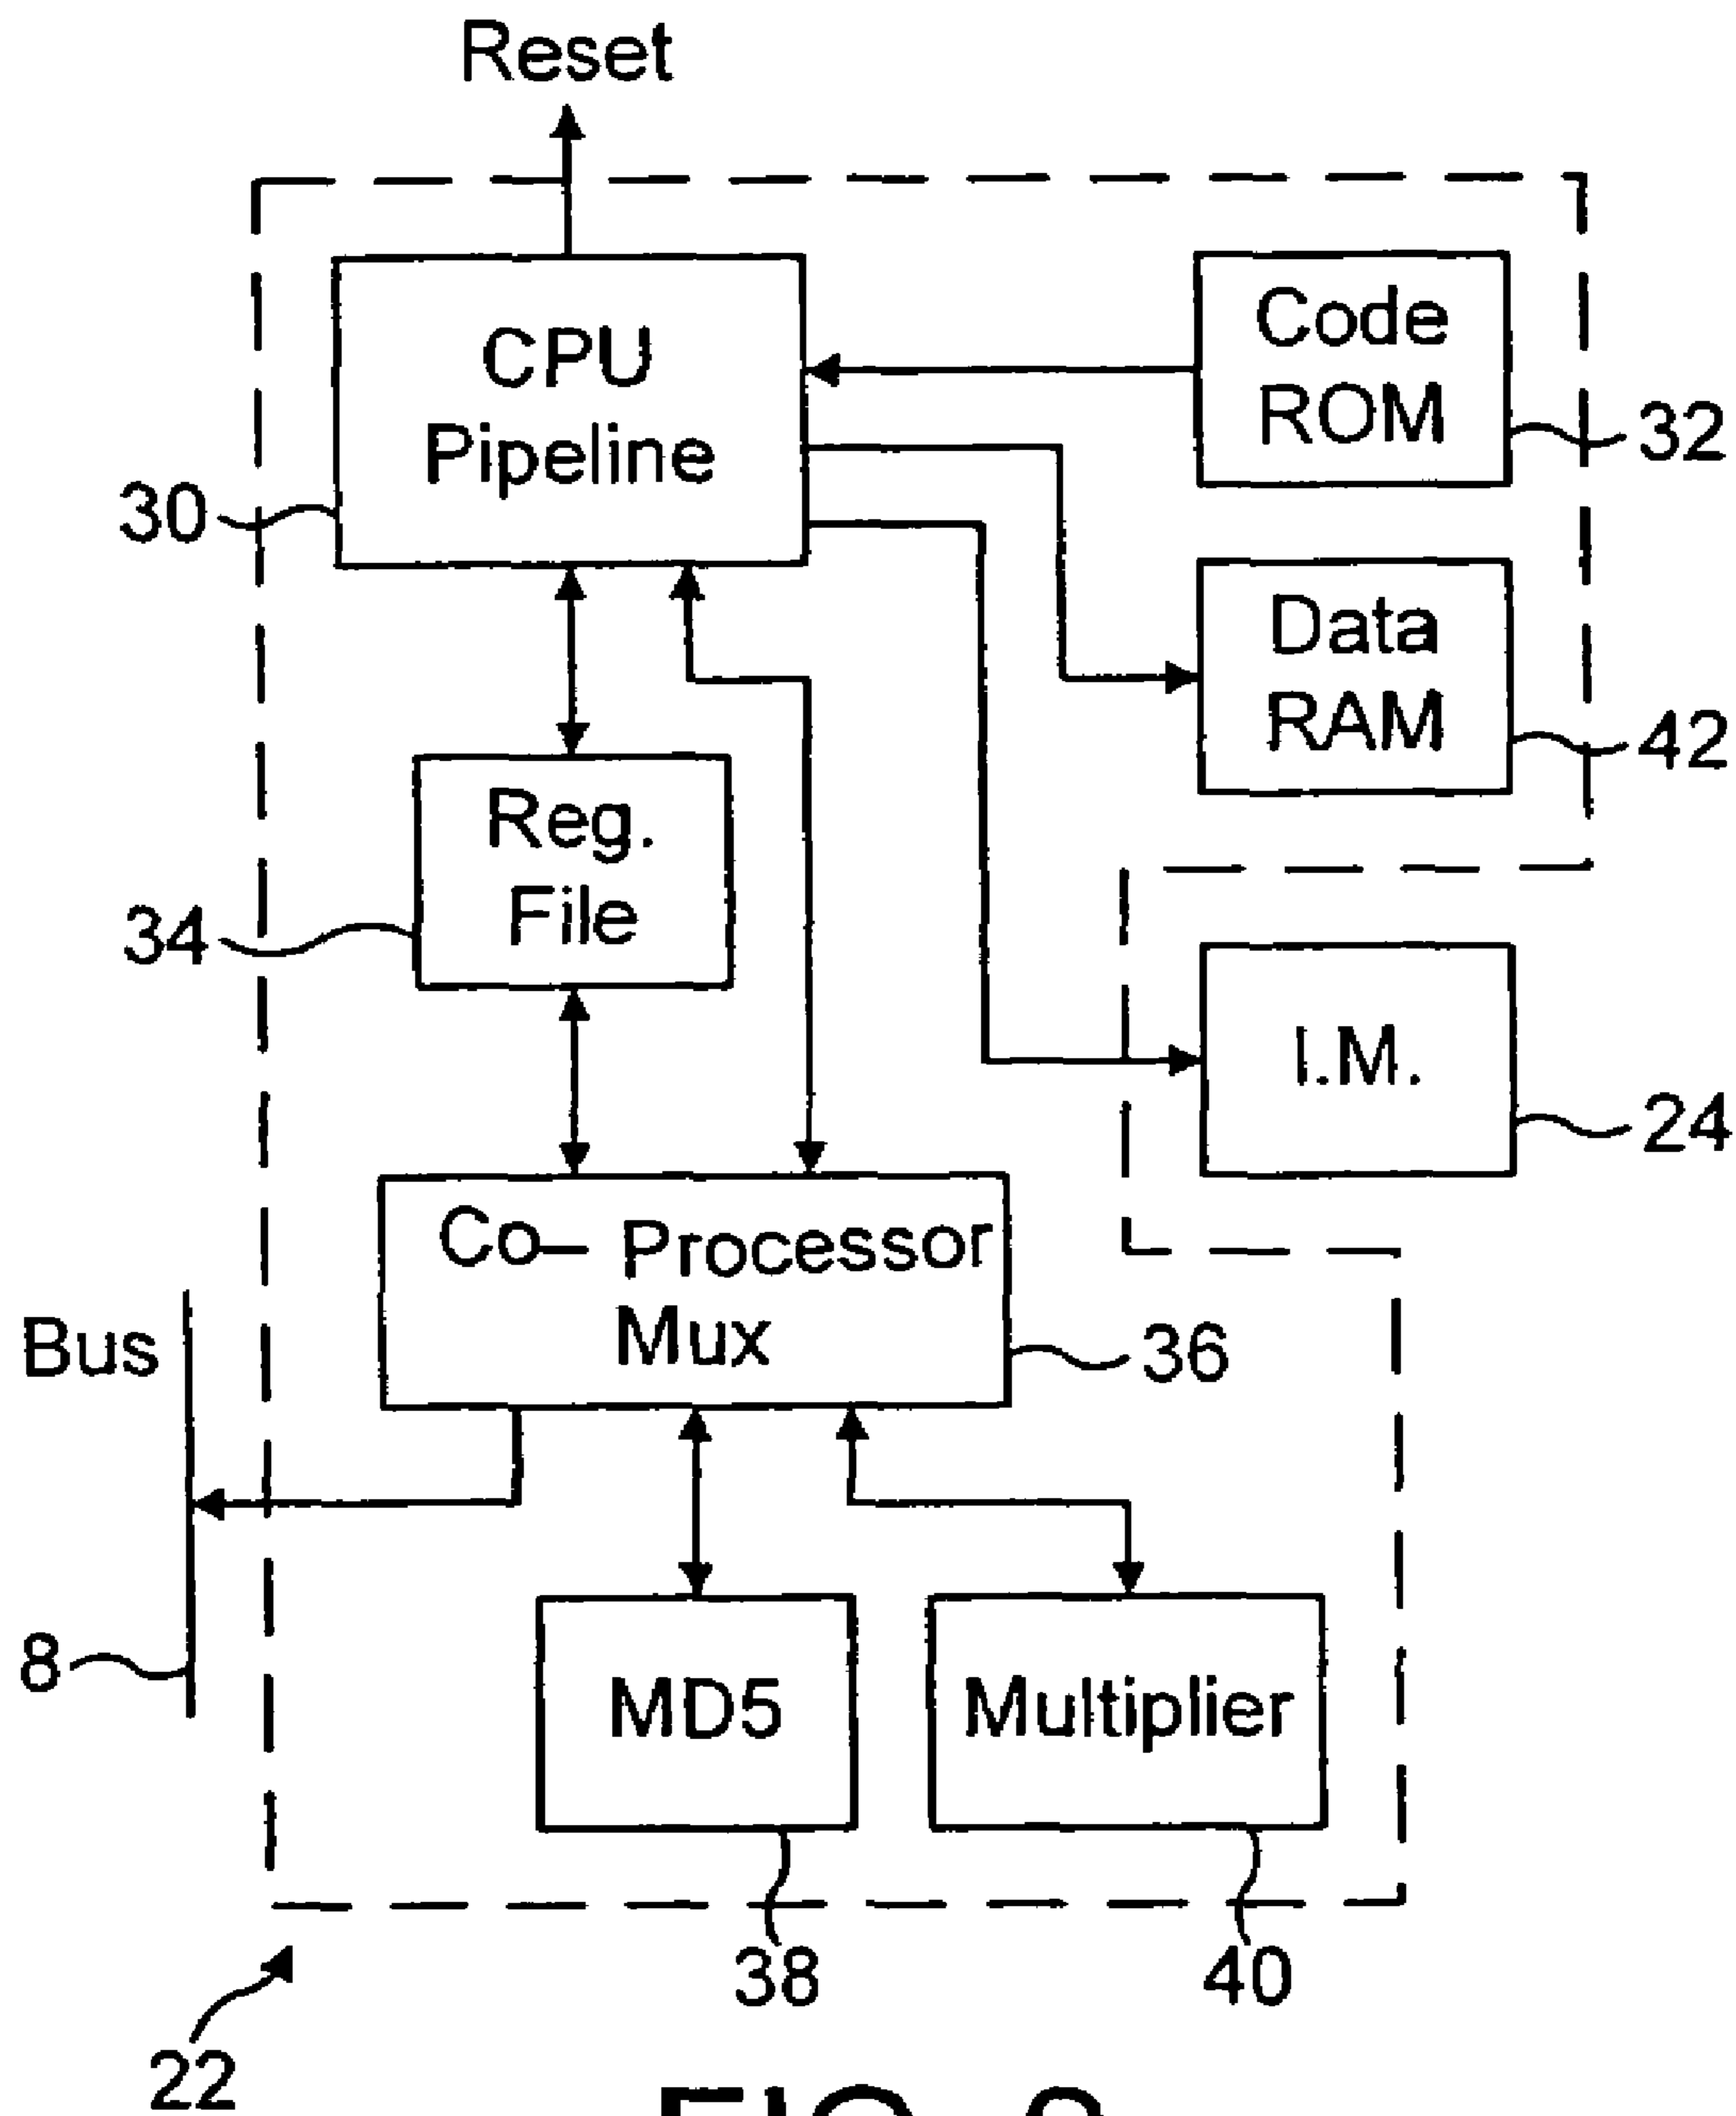 Reset
CPU
Pipeline
Code
ROM
32
30
Data
RAM
42
Reg.
File
34
I.M.
24
Co– Processor
Mux
36
Bus
8
MD5
Multiplier
38
40
22